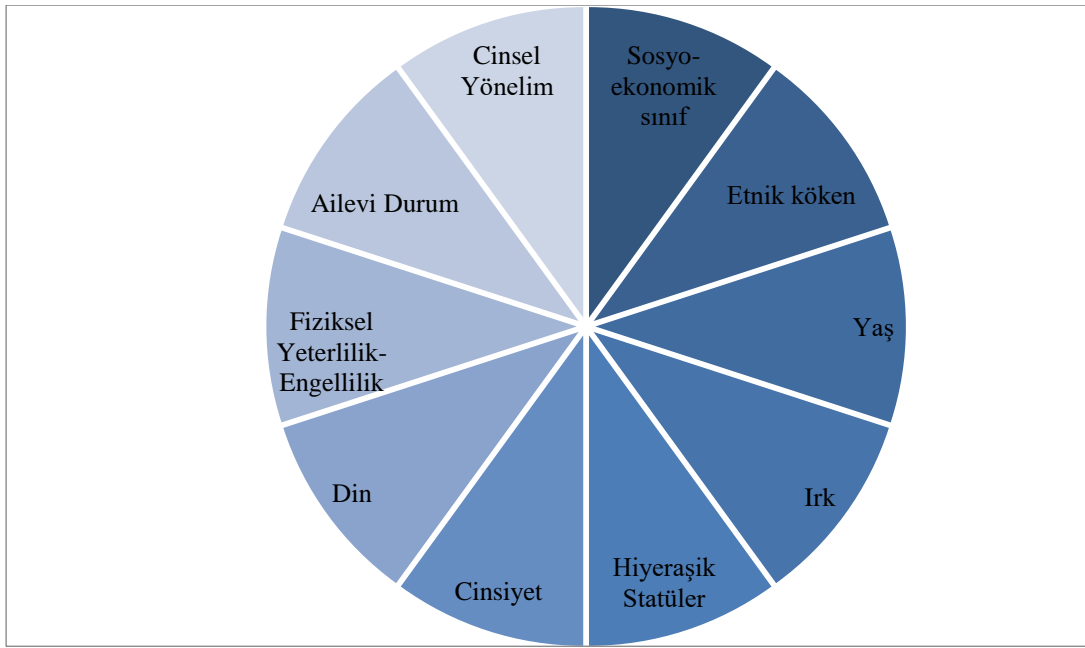 Cinsel
Yönelim
Sosyo-
ekonomik
sınıf
Etnik köken
Yaş
Irk
Hiyeraşik
Statüler
Cinsiyet
Din
Fiziksel
Yeterlilik-
Engellilik
Ailevi Durum